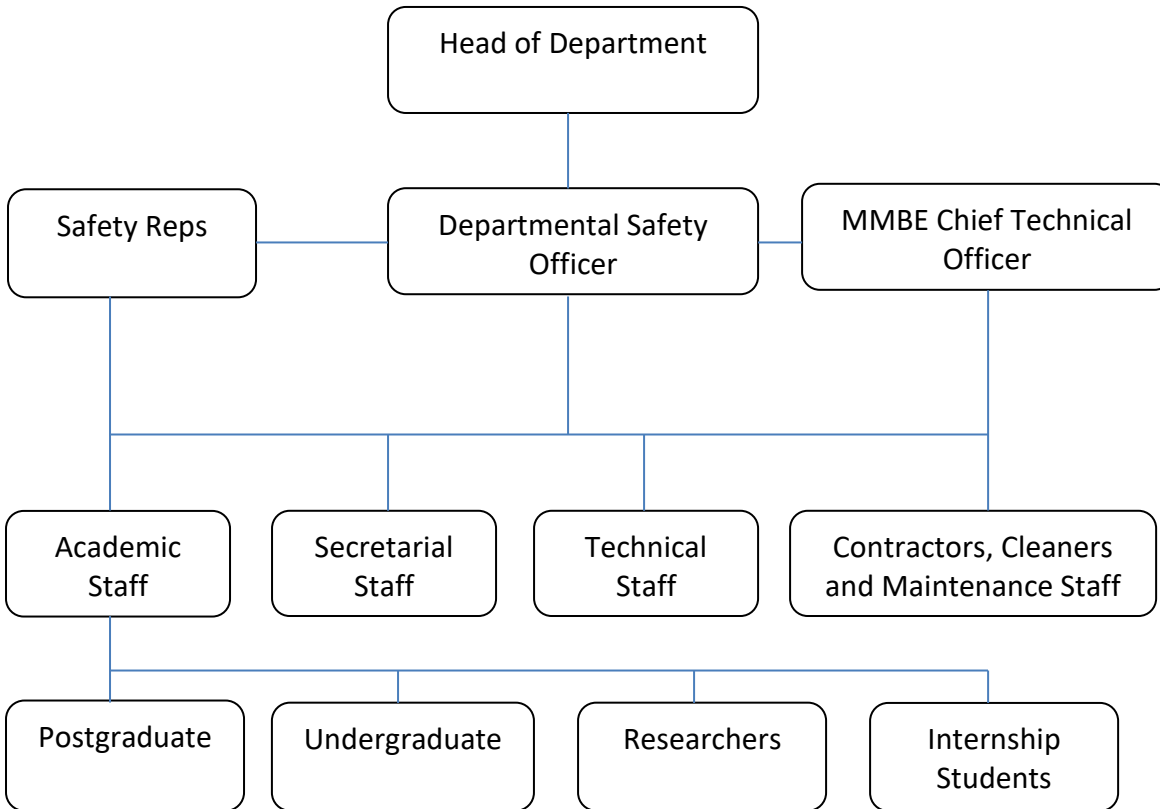 Head of Department
Safety Reps
Departmental Safety
Officer
MMBE Chief Technical
Officer
Academic
Staff
Secretarial
Staff
Technical
Staff
Contractors, Cleaners
and Maintenance Staff
Postgraduate
Undergraduate
Researchers
Internship
Students